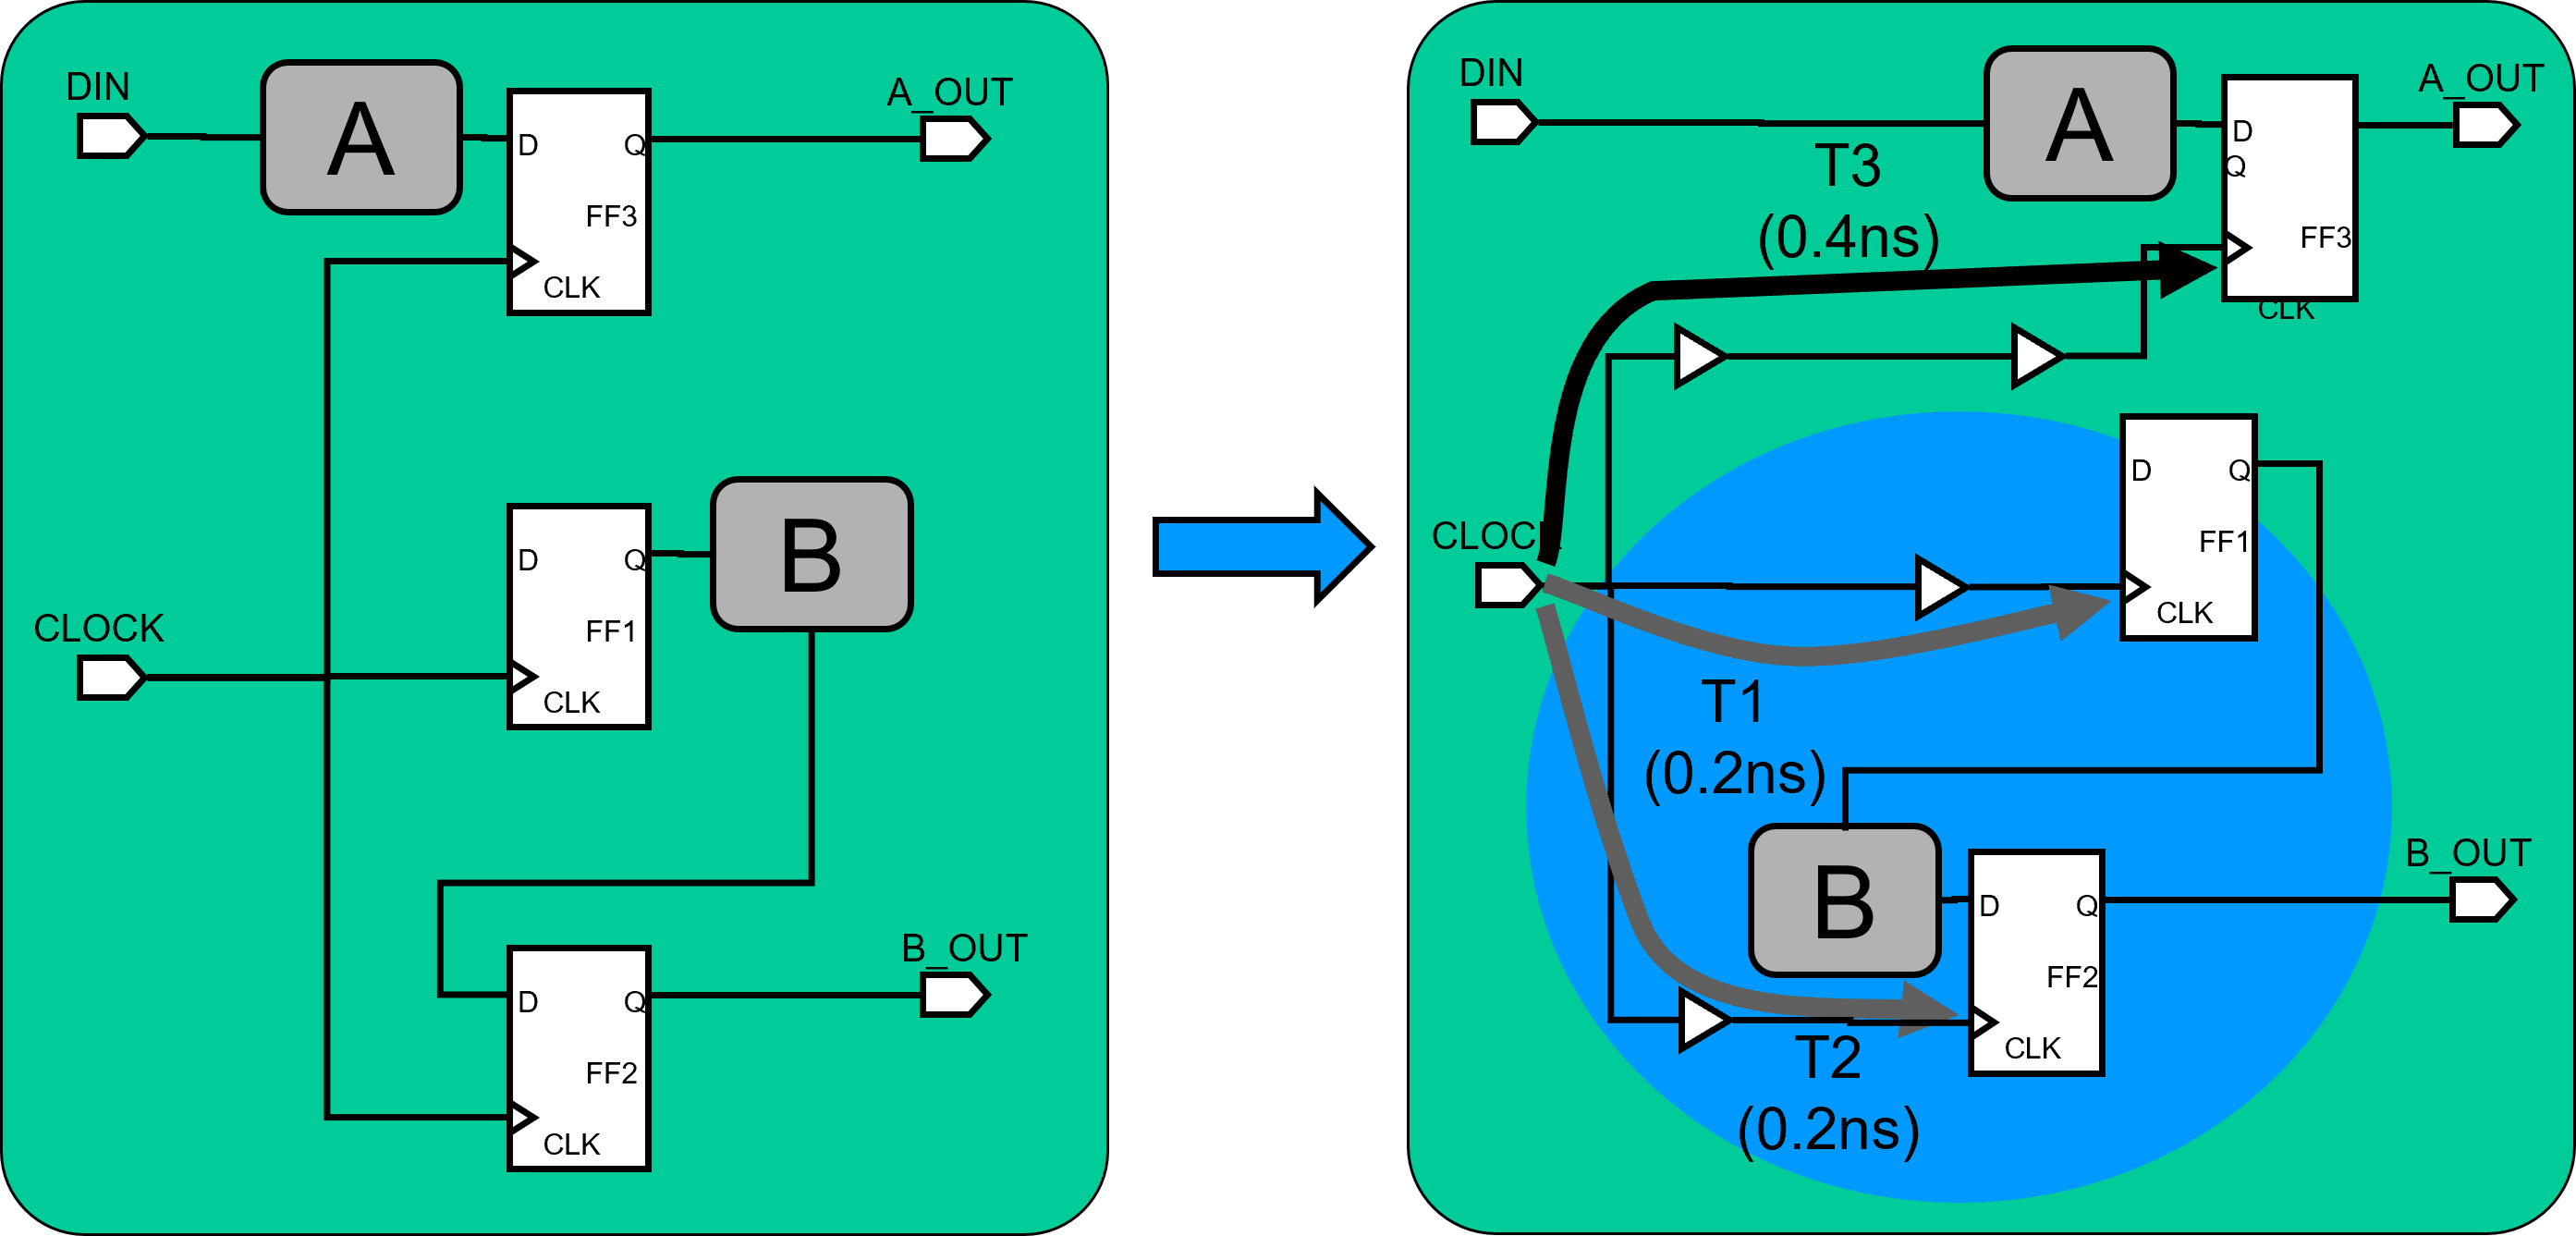 DIN
A
A_OUT
D
Q
FF3
CLK
D
Q
B
FF1
CLOCK
CLK
B_OUT
D
Q
FF2
CLK
DIN
A
A_OUT
D
Q
T3
(0.4ns)
FF3
CLK
D
Q
CLOCK
FF1
CLK
T1
(0.2ns)
B
B_OUT
D
Q
FF2
CLK
T2
(0.2ns)